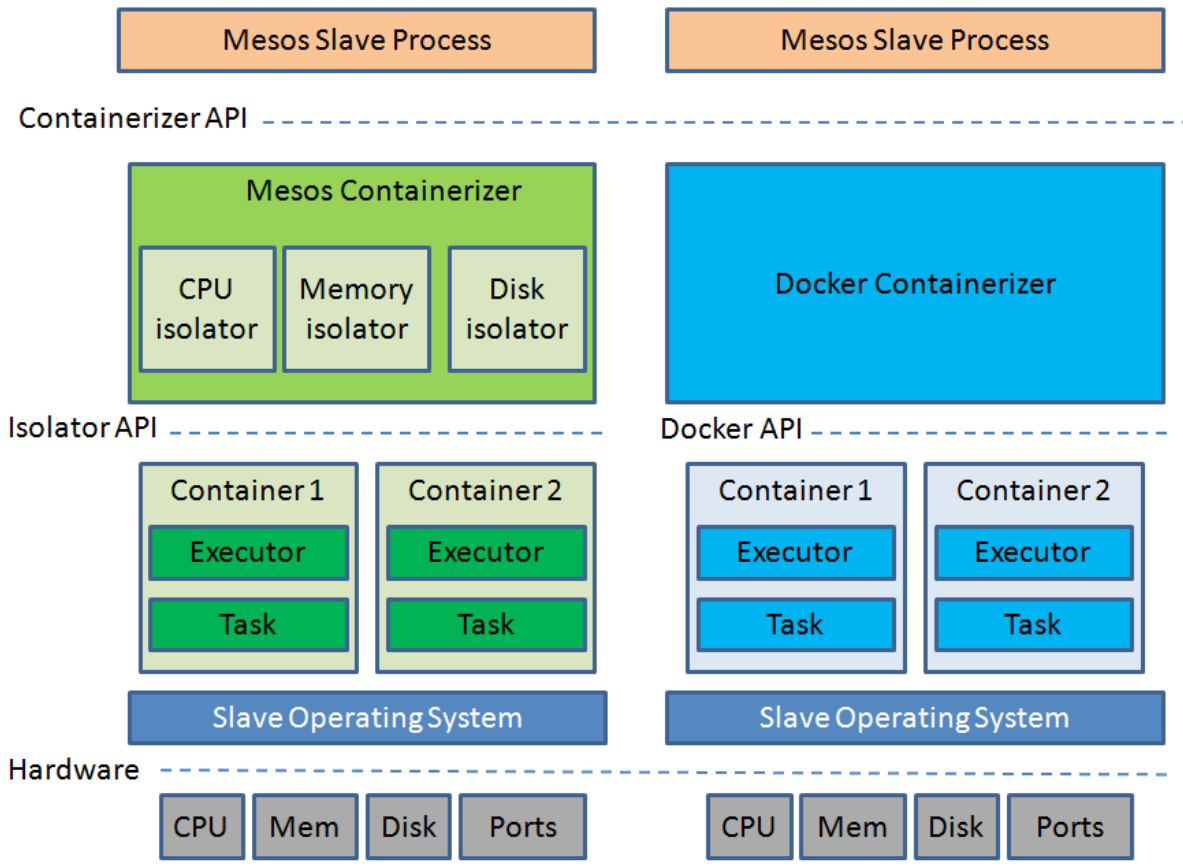 Mesos Slave Process
Mesos Slave Process
Containerizer API
Mesos Containerizer
CPU
isolator
Memory
isolator
Disk
isolator
Docker Containerizer
Isolator API
Docker API
Container 1
Executor
Task
Container 2
Executor
Task
Container 1
Executor
Task
Container 2
Executor
Task
Slave Operating System
Slave Operating System
Hardware
CPU
Mem
Disk
Ports
CPU
Mem
Disk
Ports